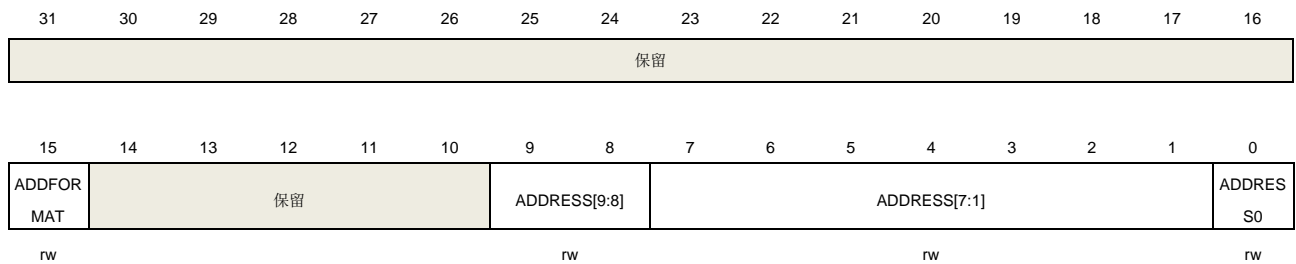 31 30 29 28 27 26 25 24 23 22 21 20 19 18 17 16
保留
15 14 13 12 11 10 9 8 7 6 5 4 3 2 1 0
ADDFOR
MAT
保留
ADDRESS[9:8]
ADDRESS[7:1]
ADDRES
S0
rw rw rw rw